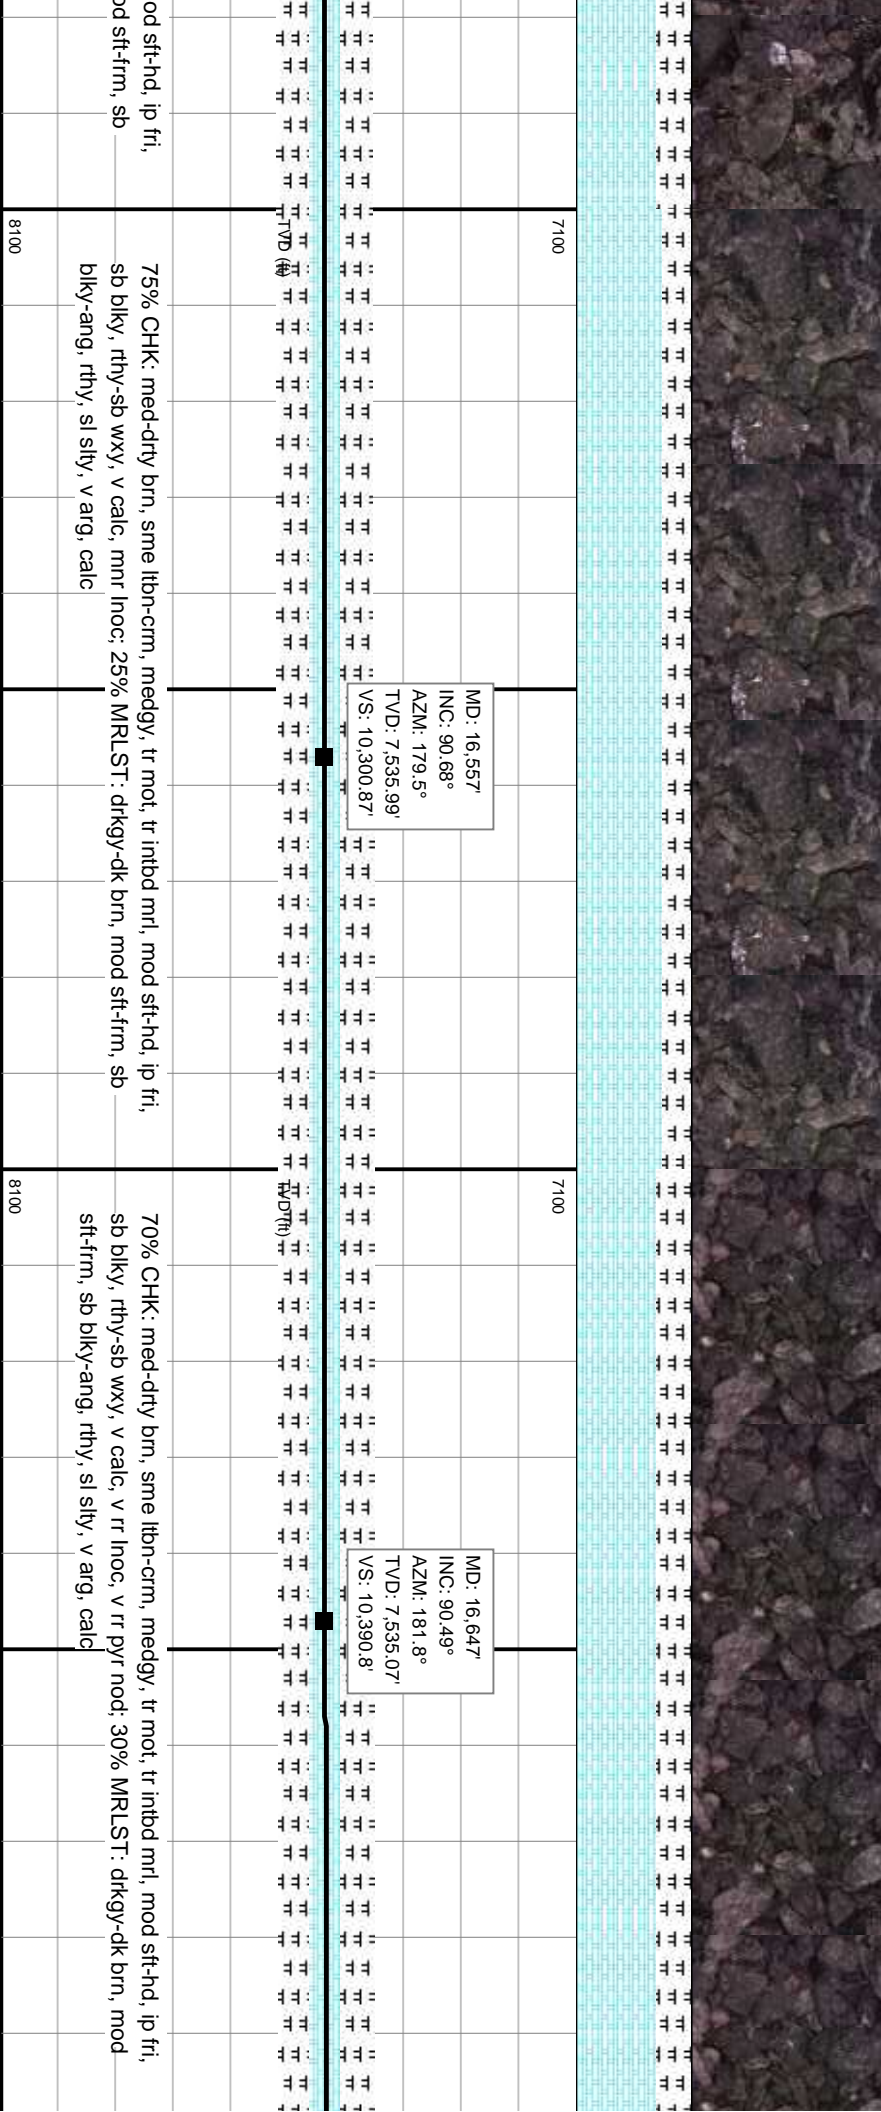 od sft-hd, ip fri,
od sft-frm, sb
7100
TVD (ft)
8100
75% CHK: med-drty brn, sme ltbn-crm, medgy, tr mot, tr intbd mrl, mod sft-hd, ip fri,
sb blky, rthy-sb wxy, v calc, mnr Inoc; 25% MRLST: drkgy-dk brn, mod sft-frm, sb
blky-ang, rthy, sl slty, v arg, calc
MD: 16,557'
INC: 90.68°
AZM: 179.5°
TVD: 7,535.99'
VS: 10,300.87'
7100
TVD (ft)
8100
70% CHK: med-drty brn, sme ltbn-crm, medgy, tr mot, tr intbd mrl, mod sft-hd, ip fri,
sb blky, rthy-sb wxy, v calc, v rr Inoc, v rr pyr nod; 30% MRLST: drkgy-dk brn, mod
sft-frm, sb blky-ang, rthy, sl slty, v arg, calc
MD: 16,647'
INC: 90.49°
AZM: 181.8°
TVD: 7,535.07'
VS: 10,390.8'